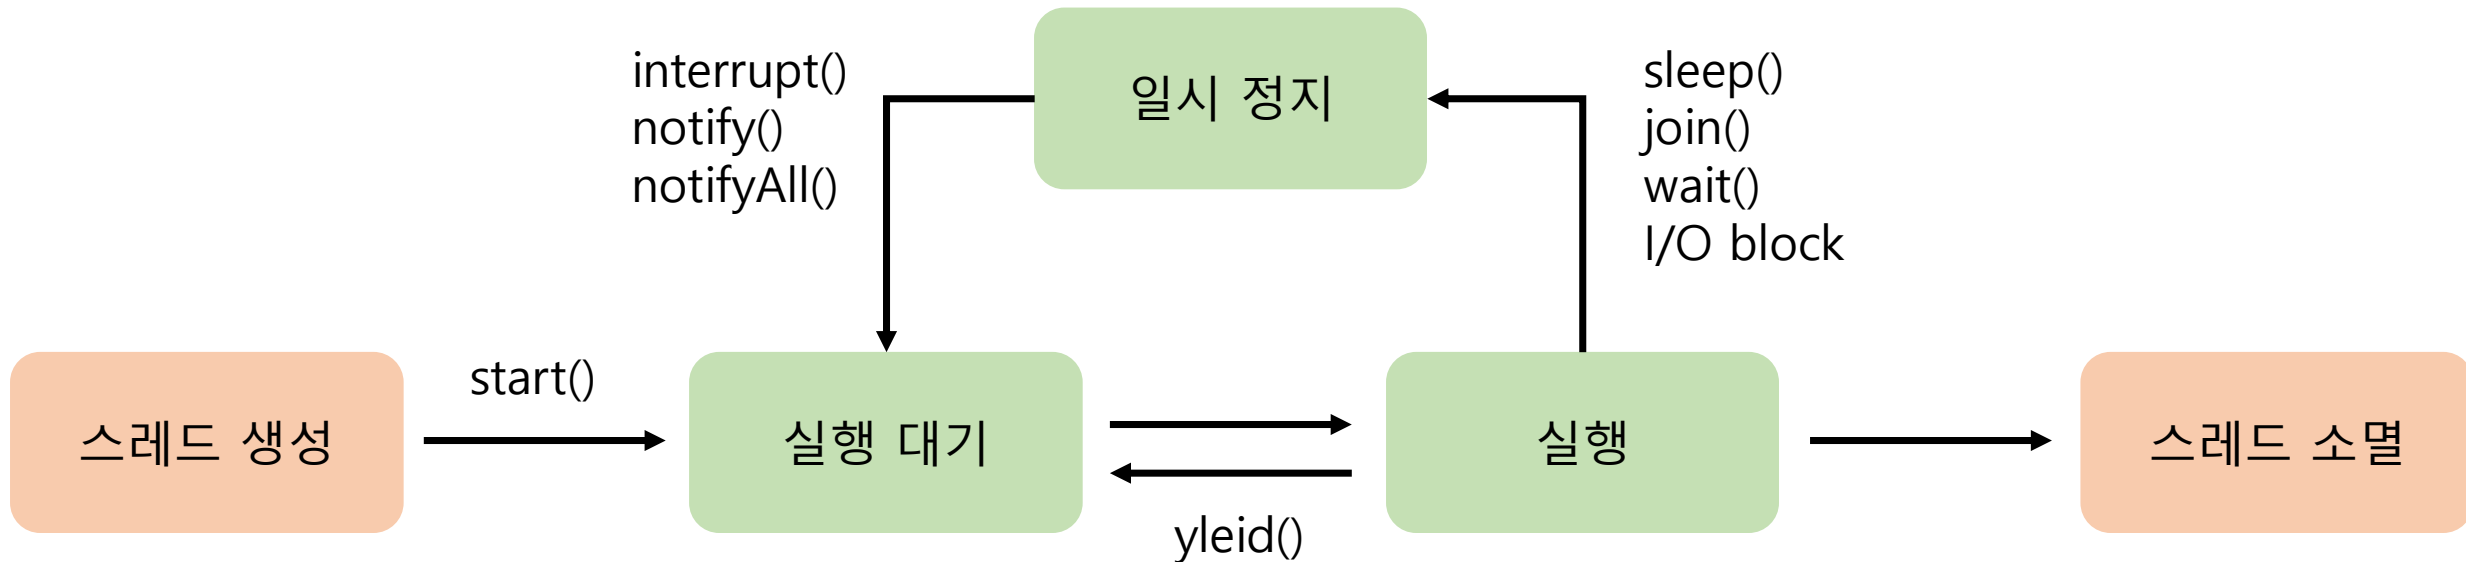 interrupt()
notify()
notifyAll()
일시 정지
sleep()
join()
wait()
I/O block
스레드 생성
start()
실행 대기
yleid()
실행
스레드 소멸